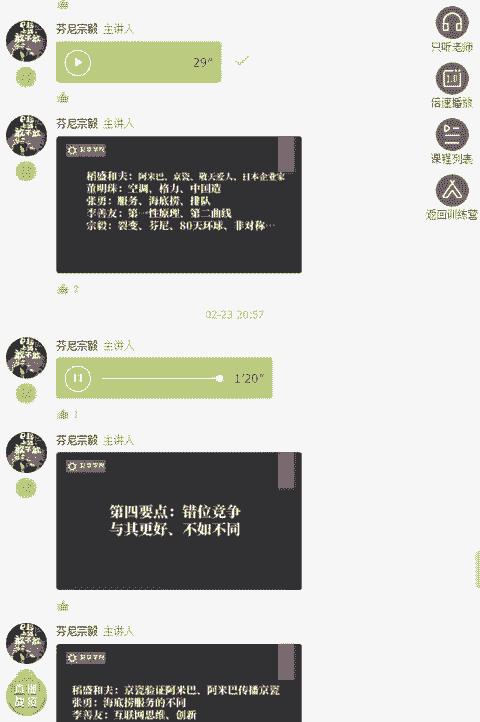 芬尼宗毅 主讲人
29"
只听老师
1.0
倍速播放
芬尼宗毅 主讲人
稻盛和夫：阿米巴、京瓷、敬天爱人、日本企业家
董明珠：空调、格力、中国造
张勇：服务、海底捞、排队
李善友：第一性原理、第二曲线
宗毅：裂变、芬尼、80天环球、非对称…
课程列表
返回训练营
2
02-23 20:57
芬尼宗毅 主讲人
1'20"
1
芬尼宗毅 主讲人
第四要点：错位竞争
与其更好、不如不同
芬尼宗毅 主讲人
稻盛和夫：京瓷验证阿米巴、阿米巴传播京瓷
张勇：海底捞服务的不同
李善友：互联网思维、创新